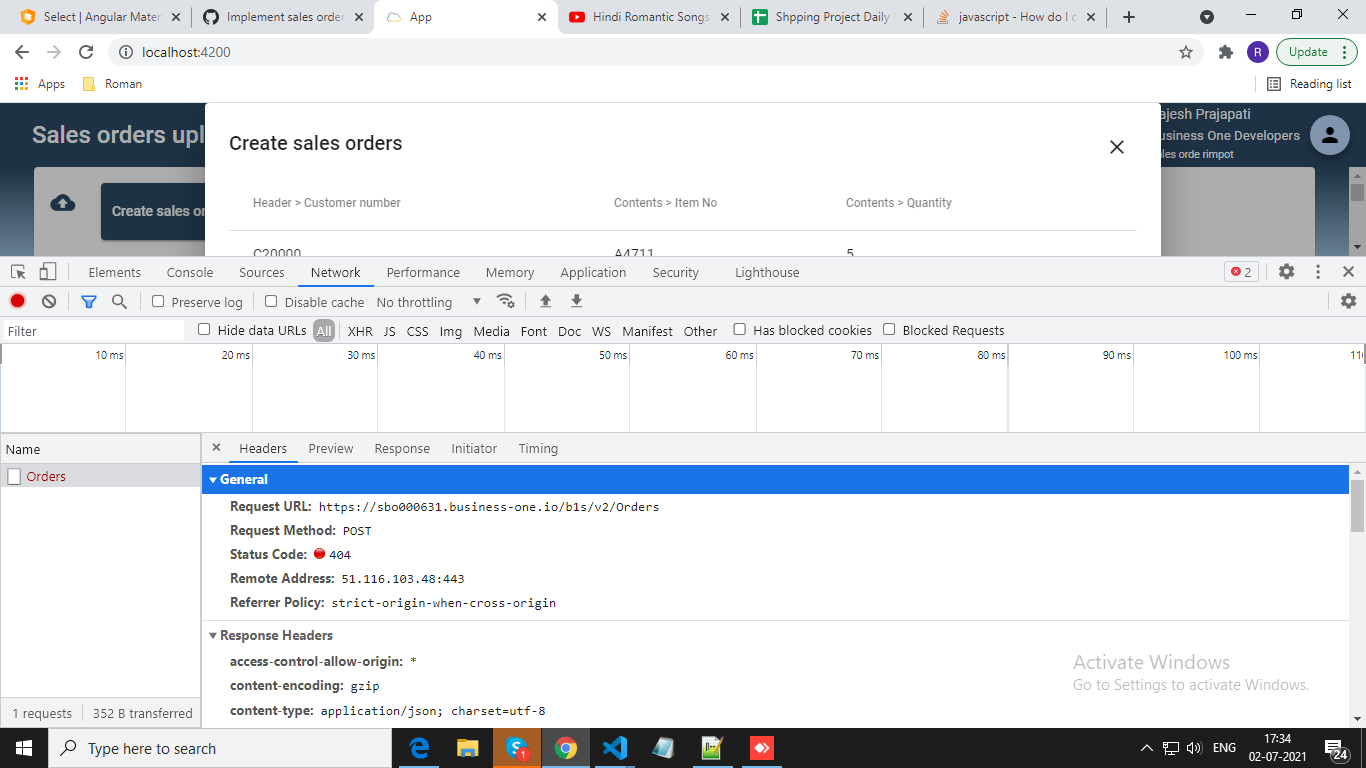 Select | Angular Mater
Implement sales order
App
Hindi Romantic Songs
Shpping Project Daily
javascript - How do I c
localhost:4200
R
Update
Apps
Roman
Reading list
Sales orders upl
ajesh Prajapati
usiness One Developers
ales orde rimpot
Create sales or
Create sales orders
Header > Customer number
Contents > Item No
Contents > Quantity
C20000
A4711
5
Elements
Console
Sources
Network
Performance
Memory
Application
Security
Lighthouse
2
Preserve log
Disable cache
No throttling
Filter
Hide data URLs
All
XHR
JS
CSS
Img
Media
Font
Doc
WS
Manifest
Other
Has blocked cookies
Blocked Requests
10 ms
20 ms
30 ms
40 ms
50 ms
60 ms
70 ms
80 ms
90 ms
100 ms
11
Name
Headers
Preview
Response
Initiator
Timing
Orders
General
Request URL: https://sbo000631.business-one.io/b1s/v2/Orders
Request Method: POST
Status Code: 404
Remote Address: 51.116.103.48:443
Referrer Policy: strict-origin-when-cross-origin
Response Headers
access-control-allow-origin: *
content-encoding: gzip
content-type: application/json; charset=utf-8
Activate Windows
Go to Settings to activate Windows.
1 requests
352 B transferred
Type here to search
1
ENG
17:34
02-07-2021
24